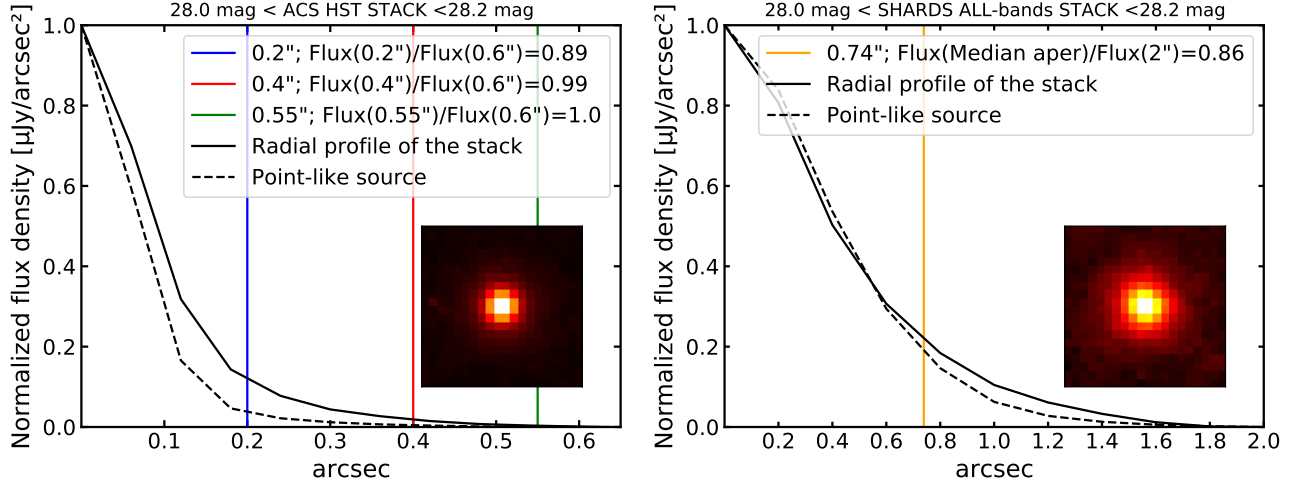 28.0 mag < ACS HST STACK <28.2 mag
Normalized flux density [μJy/arcsec²]
1.0
0.8
0.6
0.4
0.2
0.0
0.2"; Flux(0.2")/Flux(0.6")=0.89
0.4"; Flux(0.4")/Flux(0.6")=0.99
0.55"; Flux(0.55")/Flux(0.6")=1.0
Radial profile of the stack
Point-like source
0.1 0.2 0.3 0.4 0.5 0.6
arcsec
28.0 mag < SHARDS ALL-bands STACK <28.2 mag
Normalized flux density [μJy/arcsec²]
1.0
0.8
0.6
0.4
0.2
0.0
0.74"; Flux(Median aper)/Flux(2")=0.86
Radial profile of the stack
Point-like source
0.2 0.4 0.6 0.8 1.0 1.2 1.4 1.6 1.8 2.0
arcsec